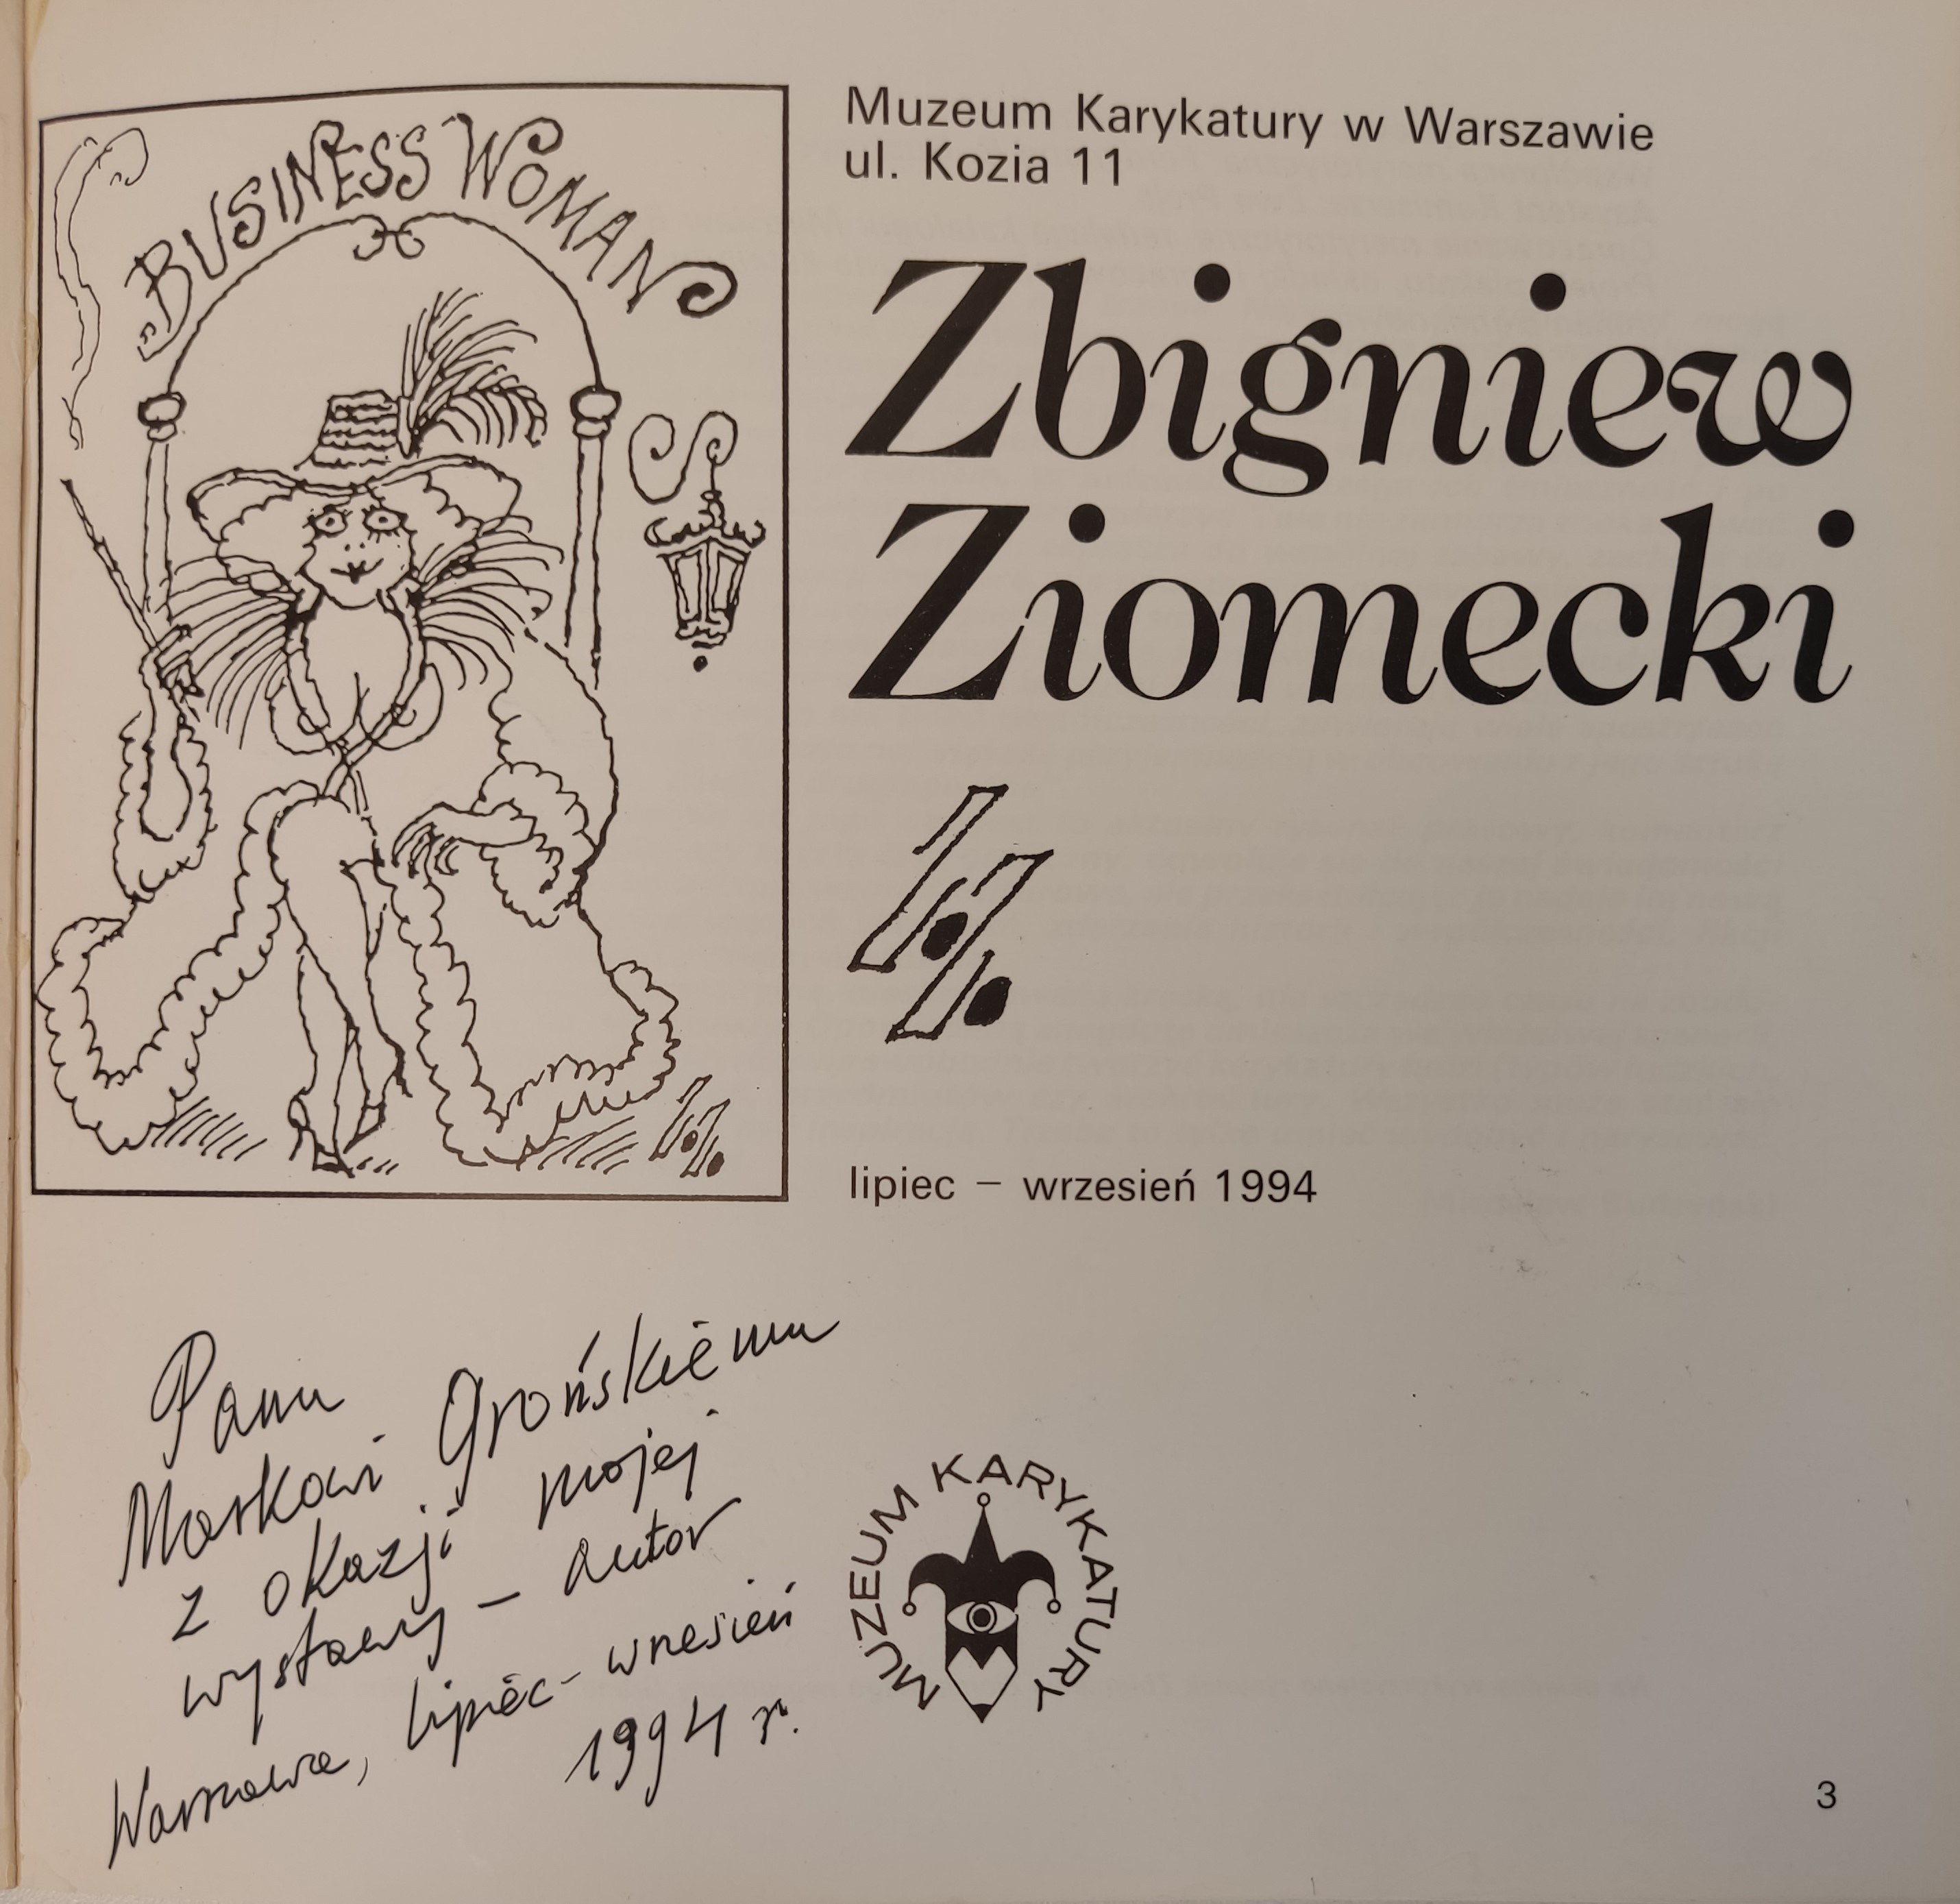 BUSINESS WOMAN
Muzeum Karykatury w Warszawie
ul. Kozia 11
Zbigniew
Ziomecki
lipiec – wrzesień 1994
Panu
Markowi Grońskiemu
z okazji mojej
wystawy – autor
Warszawa, lipiec - wrzesień
1994 r.
MUZEUM KARYKATURY
3